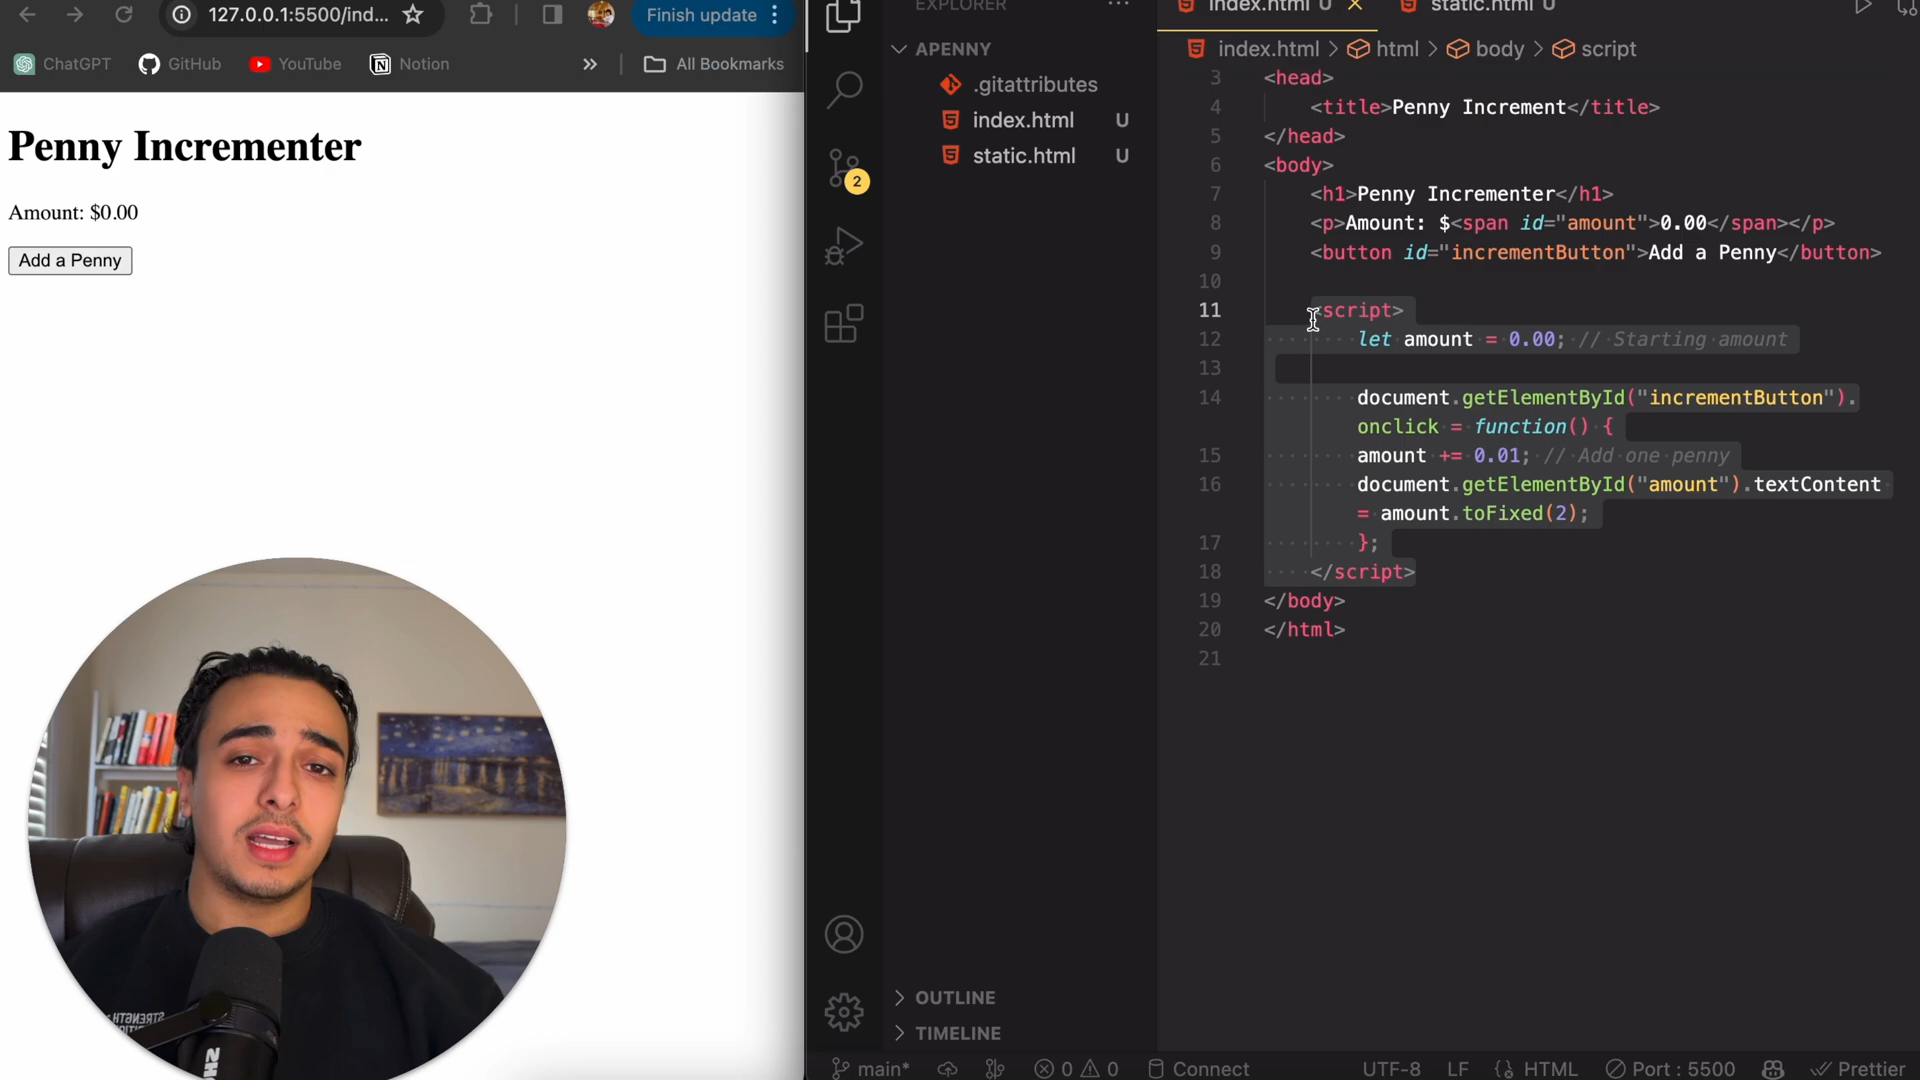 127.0.0.1:5500/ind...
Finish update
ChatGPT
GitHub
YouTube
Notion
All Bookmarks
Penny Incrementer
Amount: $0.00
Add a Penny
EXPLORER
APENNY
.gitattributes
index.html U
static.html U
2
OUTLINE
TIMELINE
index.html U
static.html U
index.html > html > body > script
3 <head>
4 <title>Penny Increment</title>
5 </head>
6 <body>
7 <h1>Penny Incrementer</h1>
8 <p>Amount: $<span id="amount">0.00</span></p>
9 <button id="incrementButton">Add a Penny</button>
10
11 <script>
12 let amount = 0.00; // Starting amount
13
14 document.getElementById("incrementButton").
onclick = function() {
15 amount += 0.01; // Add one penny
16 document.getElementById("amount").textContent
= amount.toFixed(2);
17 };
18 </script>
19 </body>
20 </html>
21
main* 0 0 Connect UTF-8 LF HTML Port : 5500 Prettier
STRENGTH